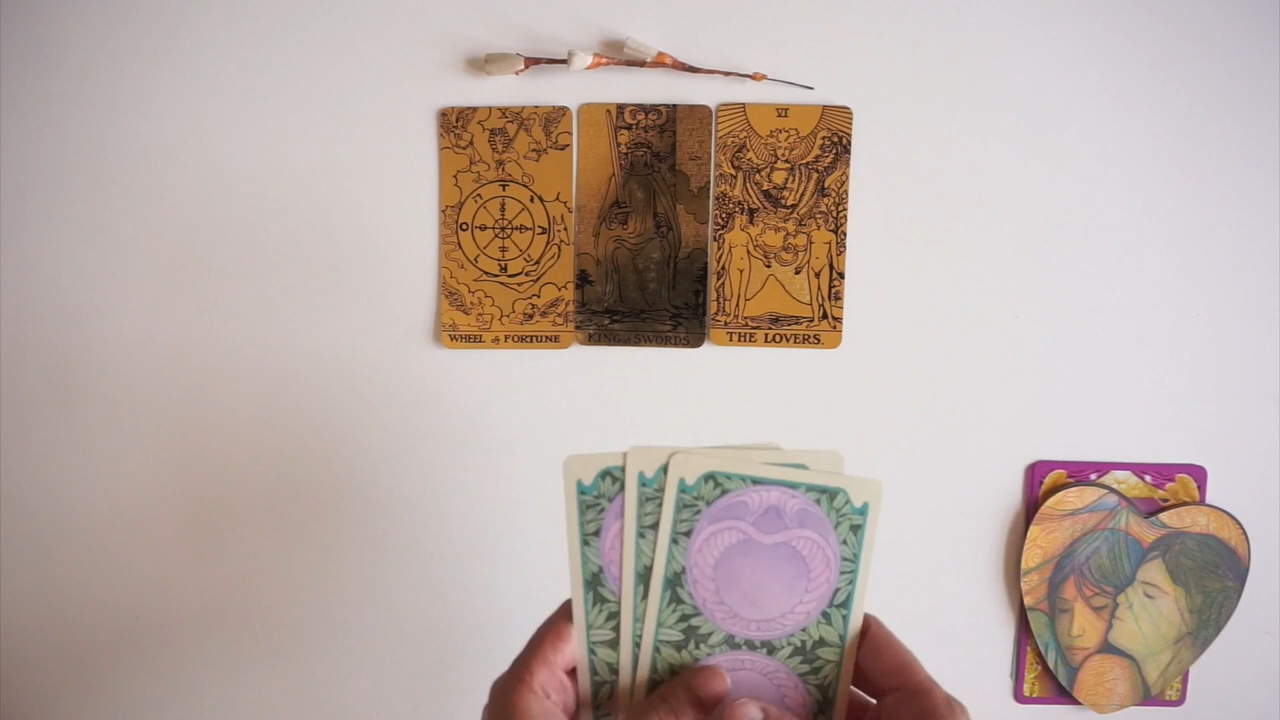 VI
T
A
R
O
WHEEL of FORTUNE
KING of SWORDS
THE LOVERS.